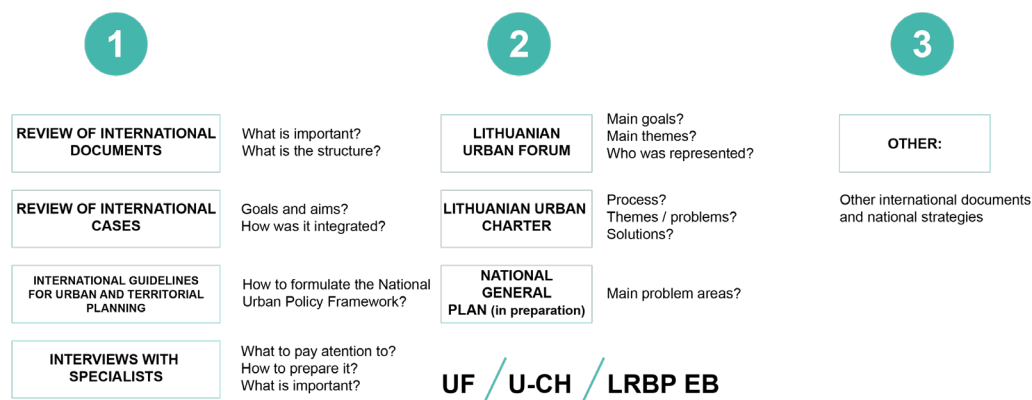 1
REVIEW OF INTERNATIONAL
DOCUMENTS
What is important?
What is the structure?
REVIEW OF INTERNATIONAL
CASES
Goals and aims?
How was it integrated?
INTERNATIONAL GUIDELINES
FOR URBAN AND TERRITORIAL
PLANNING
How to formulate the National
Urban Policy Framework?
INTERVIEWS WITH
SPECIALISTS
What to pay atention to?
How to prepare it?
What is important?
2
LITHUANIAN
URBAN FORUM
Main goals?
Main themes?
Who was represented?
LITHUANIAN URBAN
CHARTER
Process?
Themes / problems?
Solutions?
NATIONAL
GENERAL
PLAN (in preparation)
Main problem areas?
UF / U-CH / LRBP EB
3
OTHER:
Other international documents
and national strategies